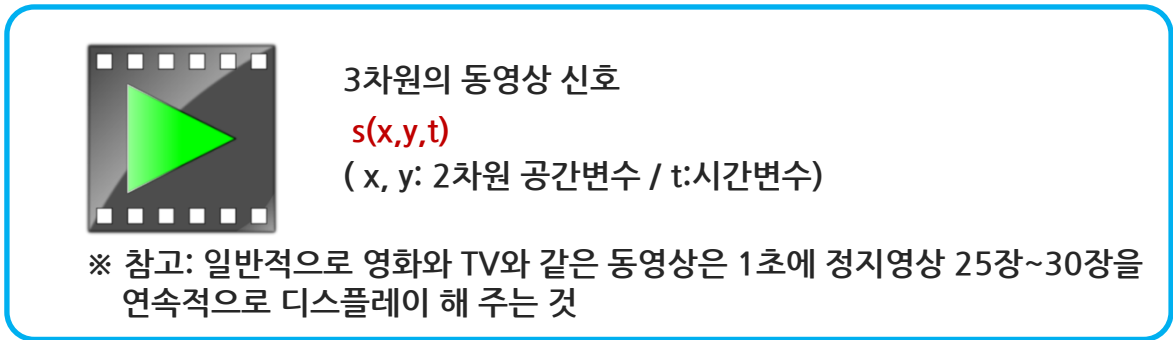 3차원의 동영상 신호
s(x,y,t)
( x, y: 2차원 공간변수 / t:시간변수)
※ 참고: 일반적으로 영화와 TV와 같은 동영상은 1초에 정지영상 25장~30장을
연속적으로 디스플레이 해 주는 것